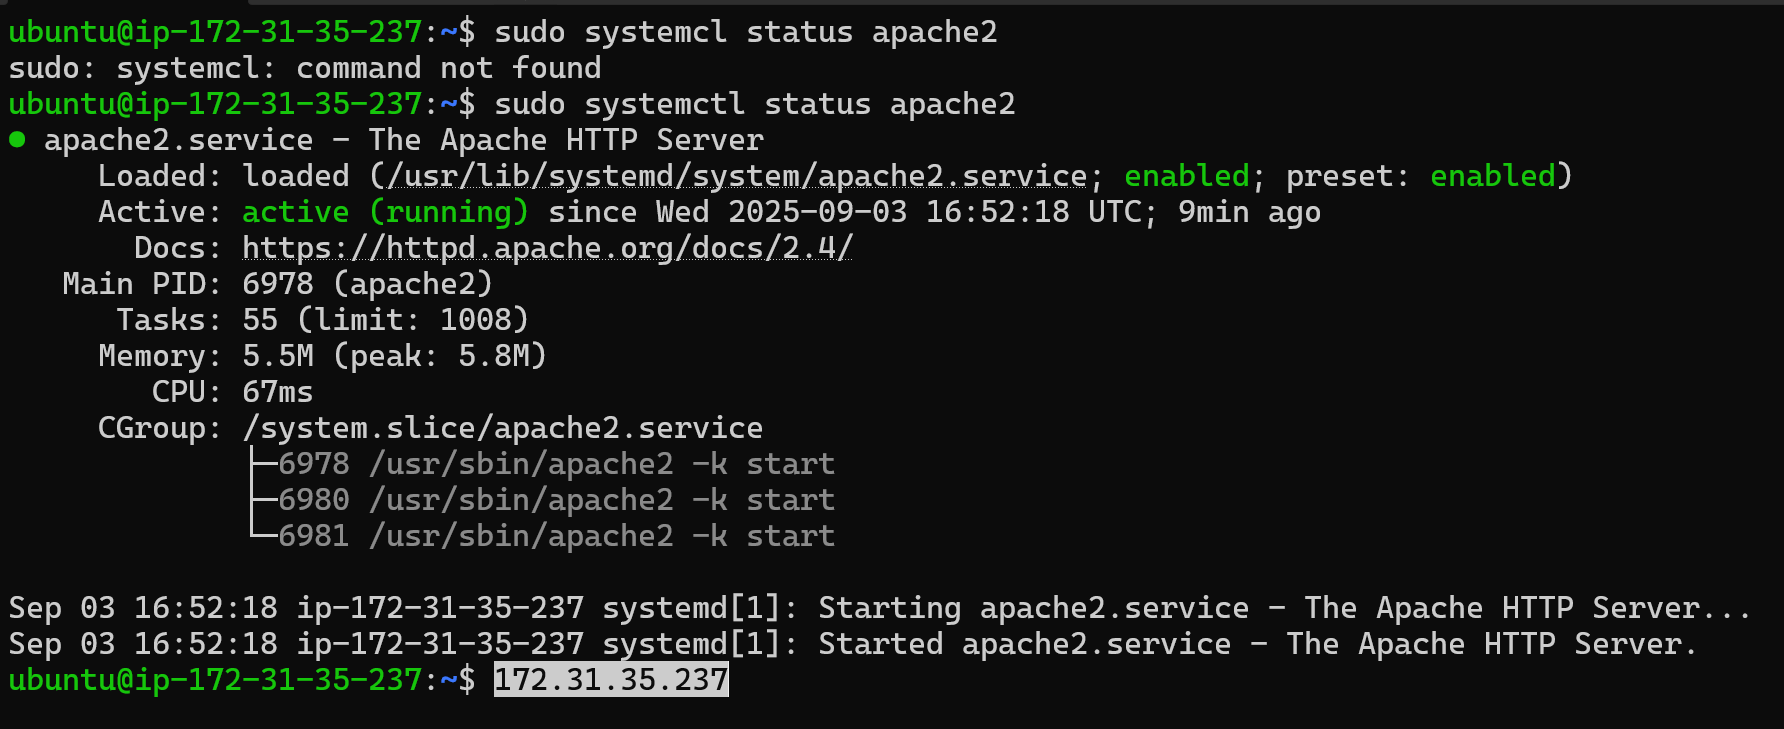 ubuntu@ip-172-31-35-237:~$ sudo systemcl status apache2
sudo: systemcl: command not found
ubuntu@ip-172-31-35-237:~$ sudo systemctl status apache2
● apache2.service - The Apache HTTP Server
     Loaded: loaded (/usr/lib/systemd/system/apache2.service; enabled; preset: enabled)
     Active: active (running) since Wed 2025-09-03 16:52:18 UTC; 9min ago
       Docs: https://httpd.apache.org/docs/2.4/
   Main PID: 6978 (apache2)
      Tasks: 55 (limit: 1008)
     Memory: 5.5M (peak: 5.8M)
        CPU: 67ms
     CGroup: /system.slice/apache2.service
             ├─6978 /usr/sbin/apache2 -k start
             ├─6980 /usr/sbin/apache2 -k start
             └─6981 /usr/sbin/apache2 -k start
Sep 03 16:52:18 ip-172-31-35-237 systemd[1]: Starting apache2.service - The Apache HTTP Server...
Sep 03 16:52:18 ip-172-31-35-237 systemd[1]: Started apache2.service - The Apache HTTP Server.
ubuntu@ip-172-31-35-237:~$ 172.31.35.237